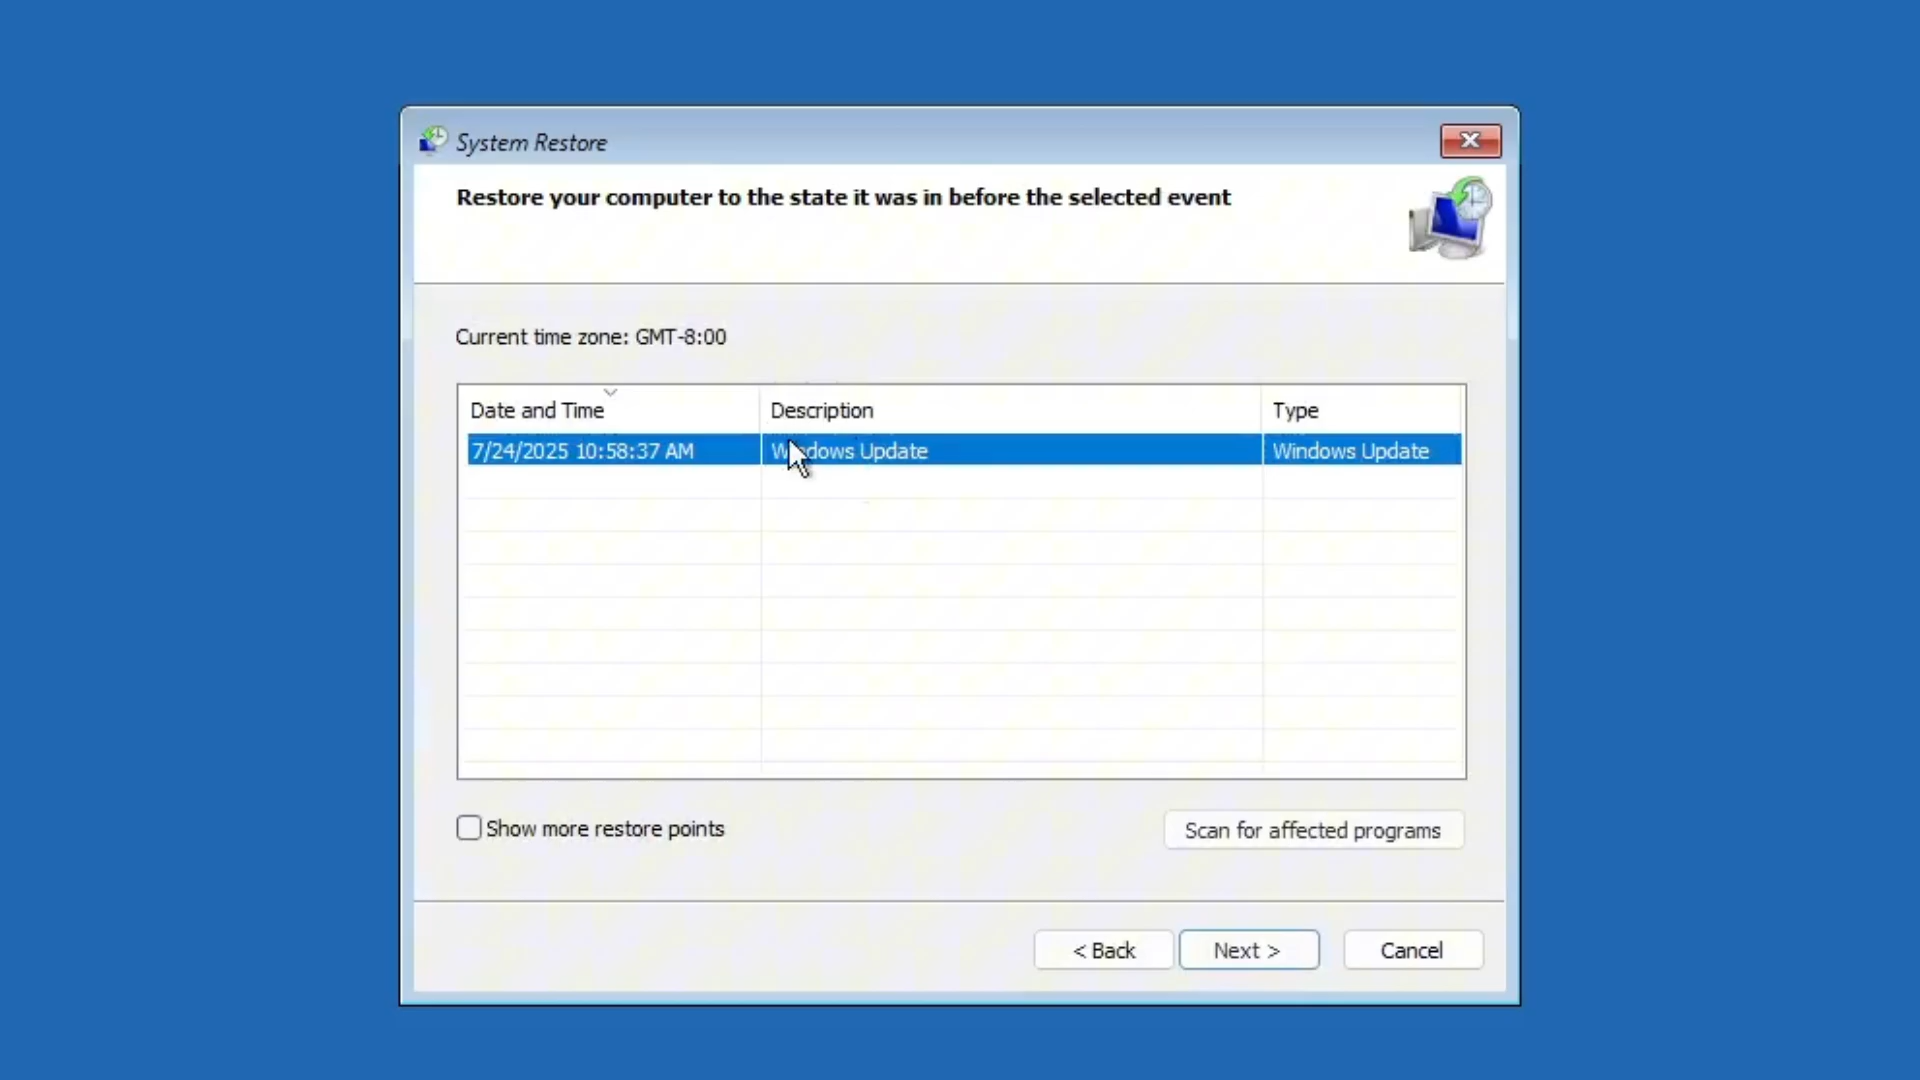 System Restore
Restore your computer to the state it was in before the selected event
Current time zone: GMT-8:00
Date and Time Description Type
7/24/2025 10:58:37 AM Windows Update Windows Update
Show more restore points Scan for affected programs
< Back Next > Cancel